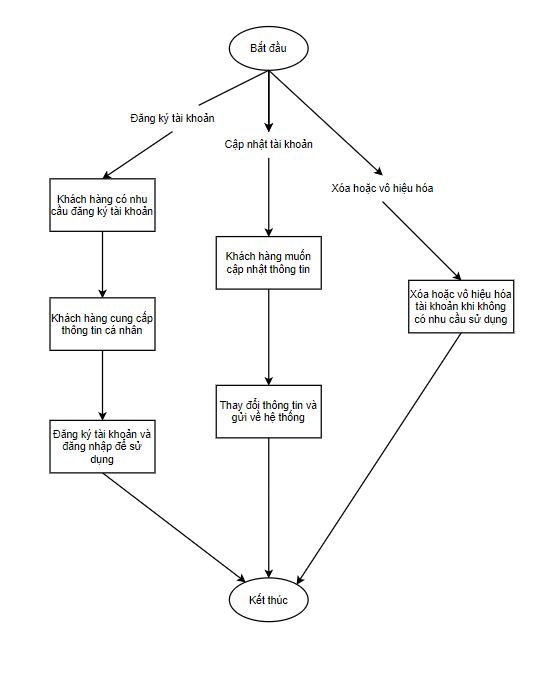 Bắt đầu
Đăng ký tài khoản
Cập nhật tài khoản
Xóa hoặc vô hiệu hóa
Khách hàng có nhu
cầu đăng ký tài khoản
Khách hàng muốn
cập nhật thông tin
Xóa hoặc vô hiệu hóa
tài khoản khi không
có nhu cầu sử dụng
Khách hàng cung cấp
thông tin cá nhân
Thay đổi thông tin và
gửi về hệ thống
Đăng ký tài khoản và
đăng nhập để sử
dụng
Kết thúc